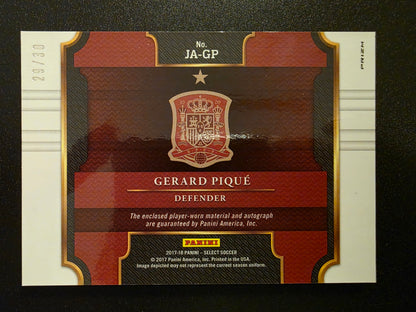 No.
JA-GP
29/30
PRIZM
GERARD PIQUÉ
DEFENDER
The enclosed player-worn material and autograph
are guaranteed by Panini America, Inc.
PANINI
2017-18 PANINI – SELECT SOCCER
© 2017 Panini America, Inc. Printed in the USA.
Image depicted may not represent the current season uniform.